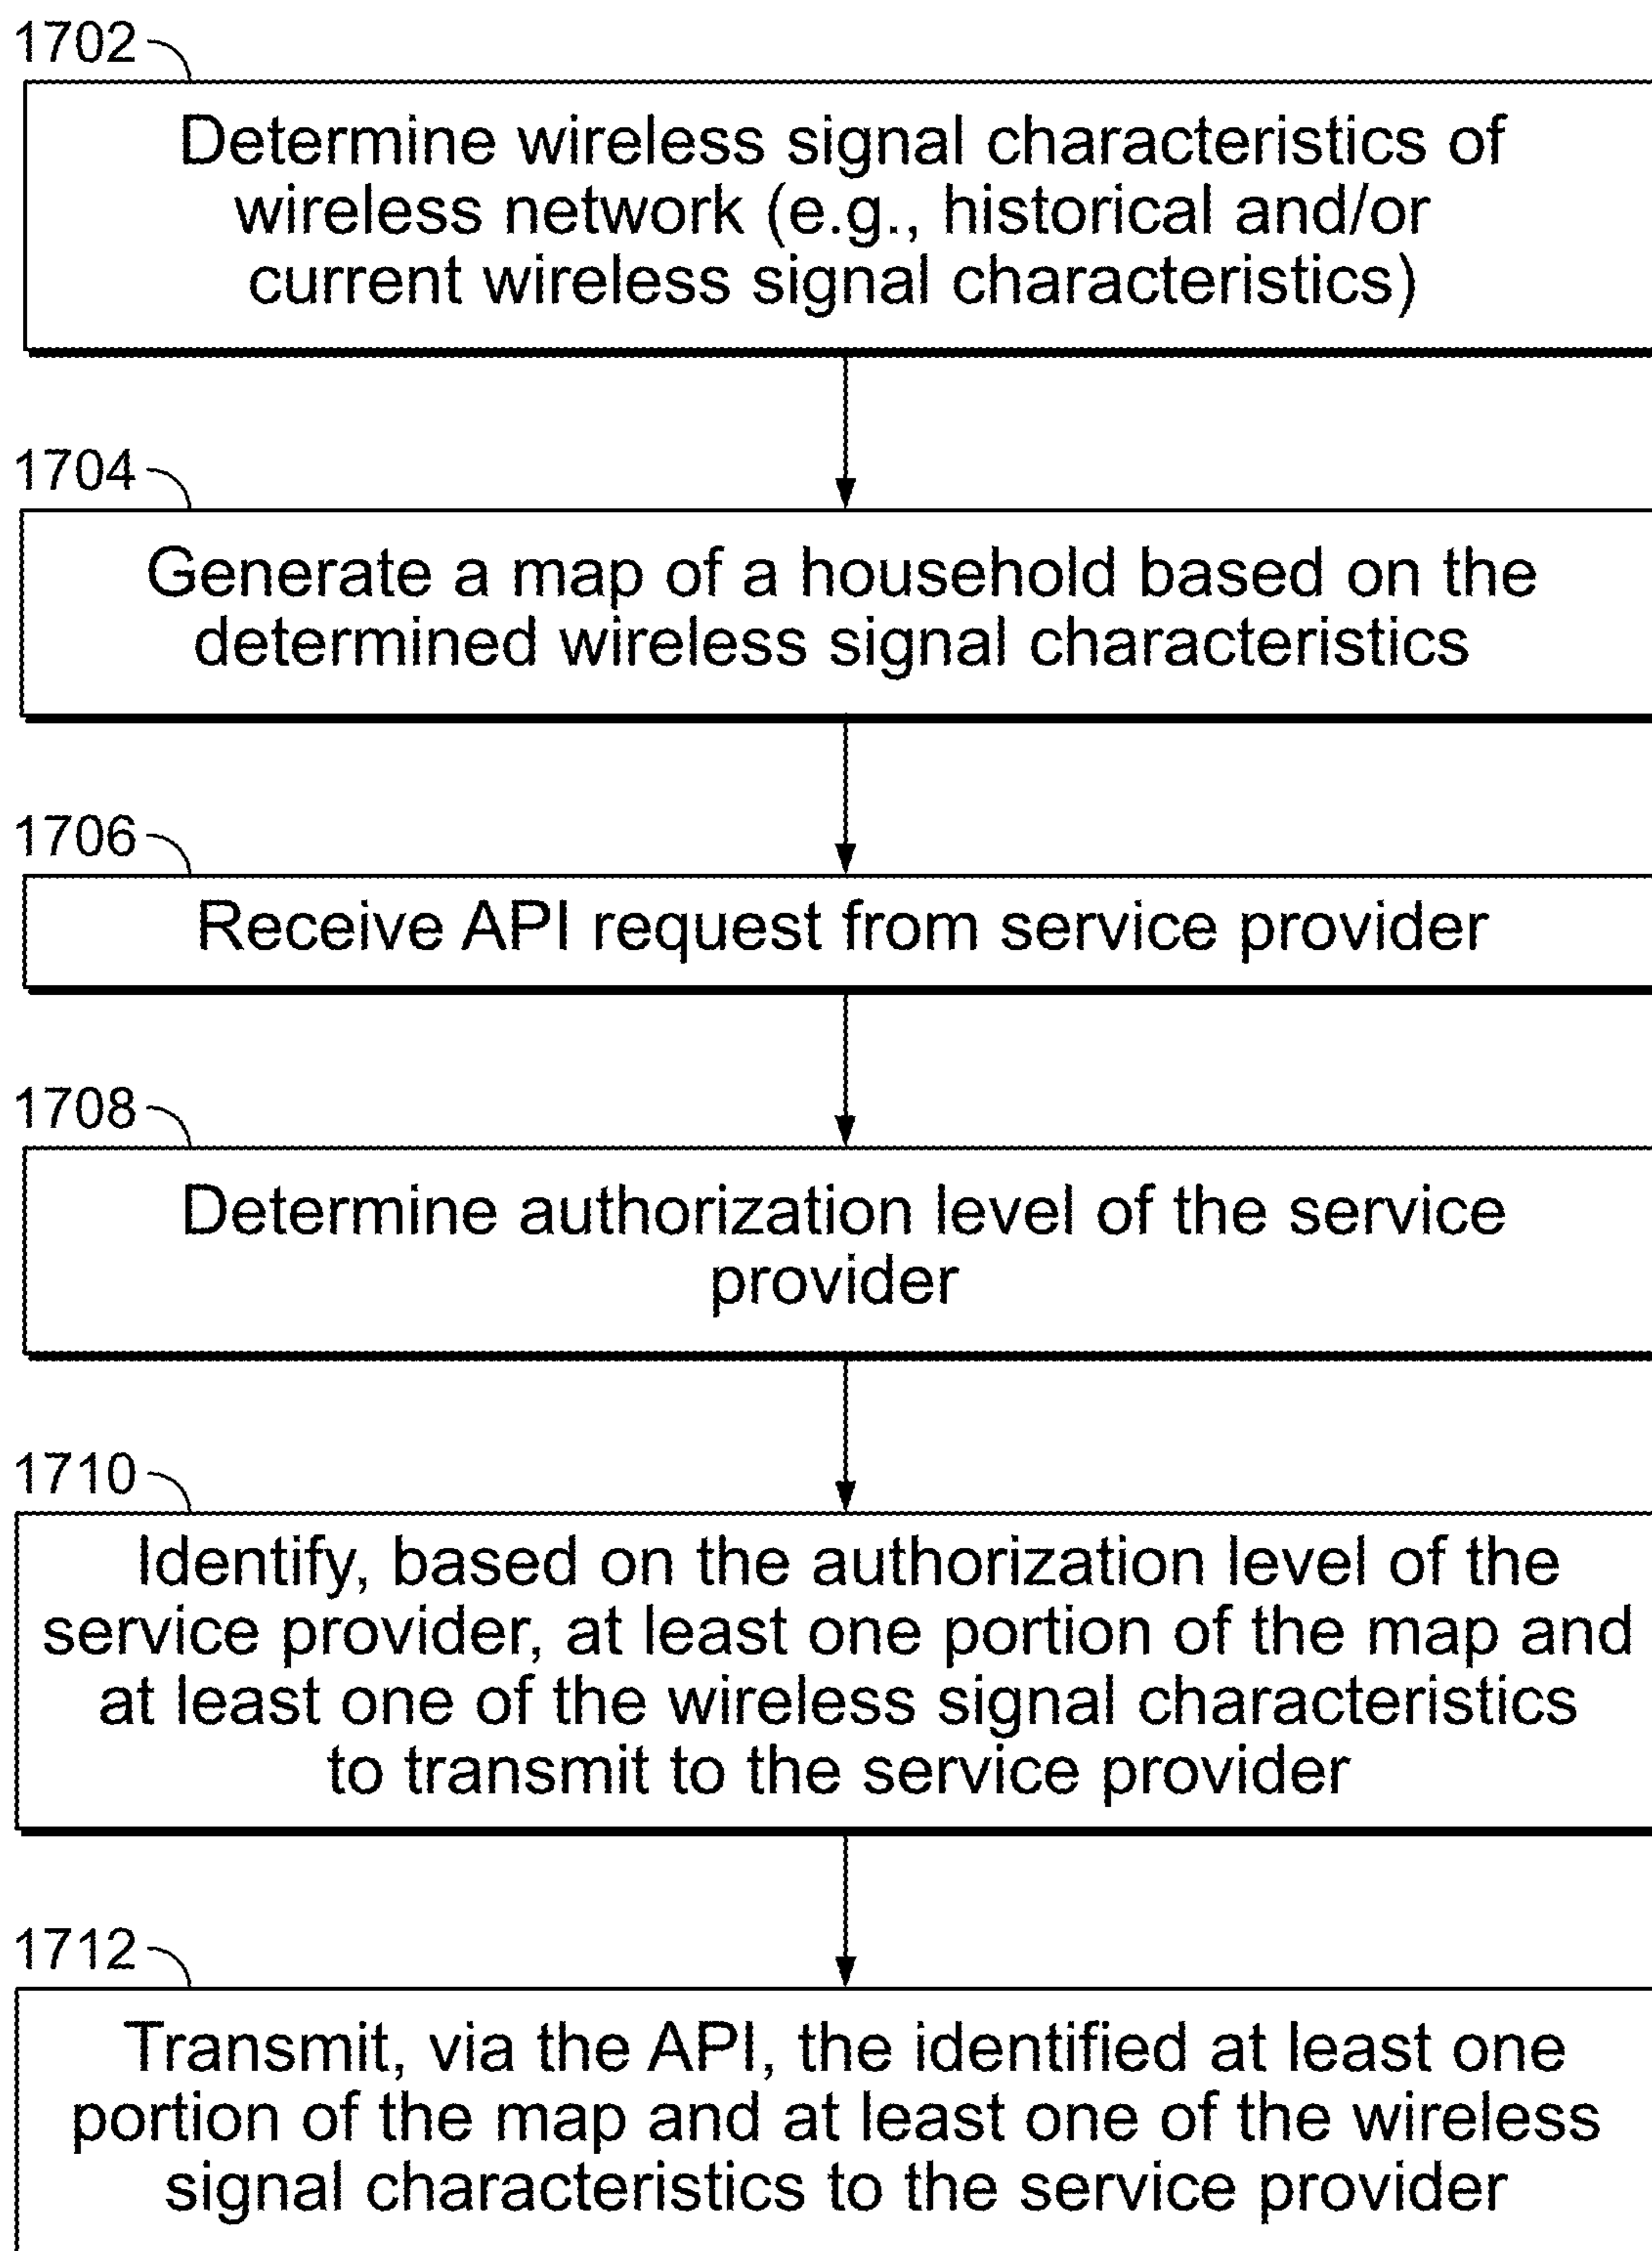 1702
Determine wireless signal characteristics of
wireless network (e.g., historical and/or
current wireless signal characteristics)
1704
Generate a map of a household based on the
determined wireless signal characteristics
1706
Receive API request from service provider
1708
Determine authorization level of the service
provider
1710
Identify, based on the authorization level of the
service provider, at least one portion of the map and
at least one of the wireless signal characteristics
to transmit to the service provider
1712
Transmit, via the API, the identified at least one
portion of the map and at least one of the wireless
signal characteristics to the service provider